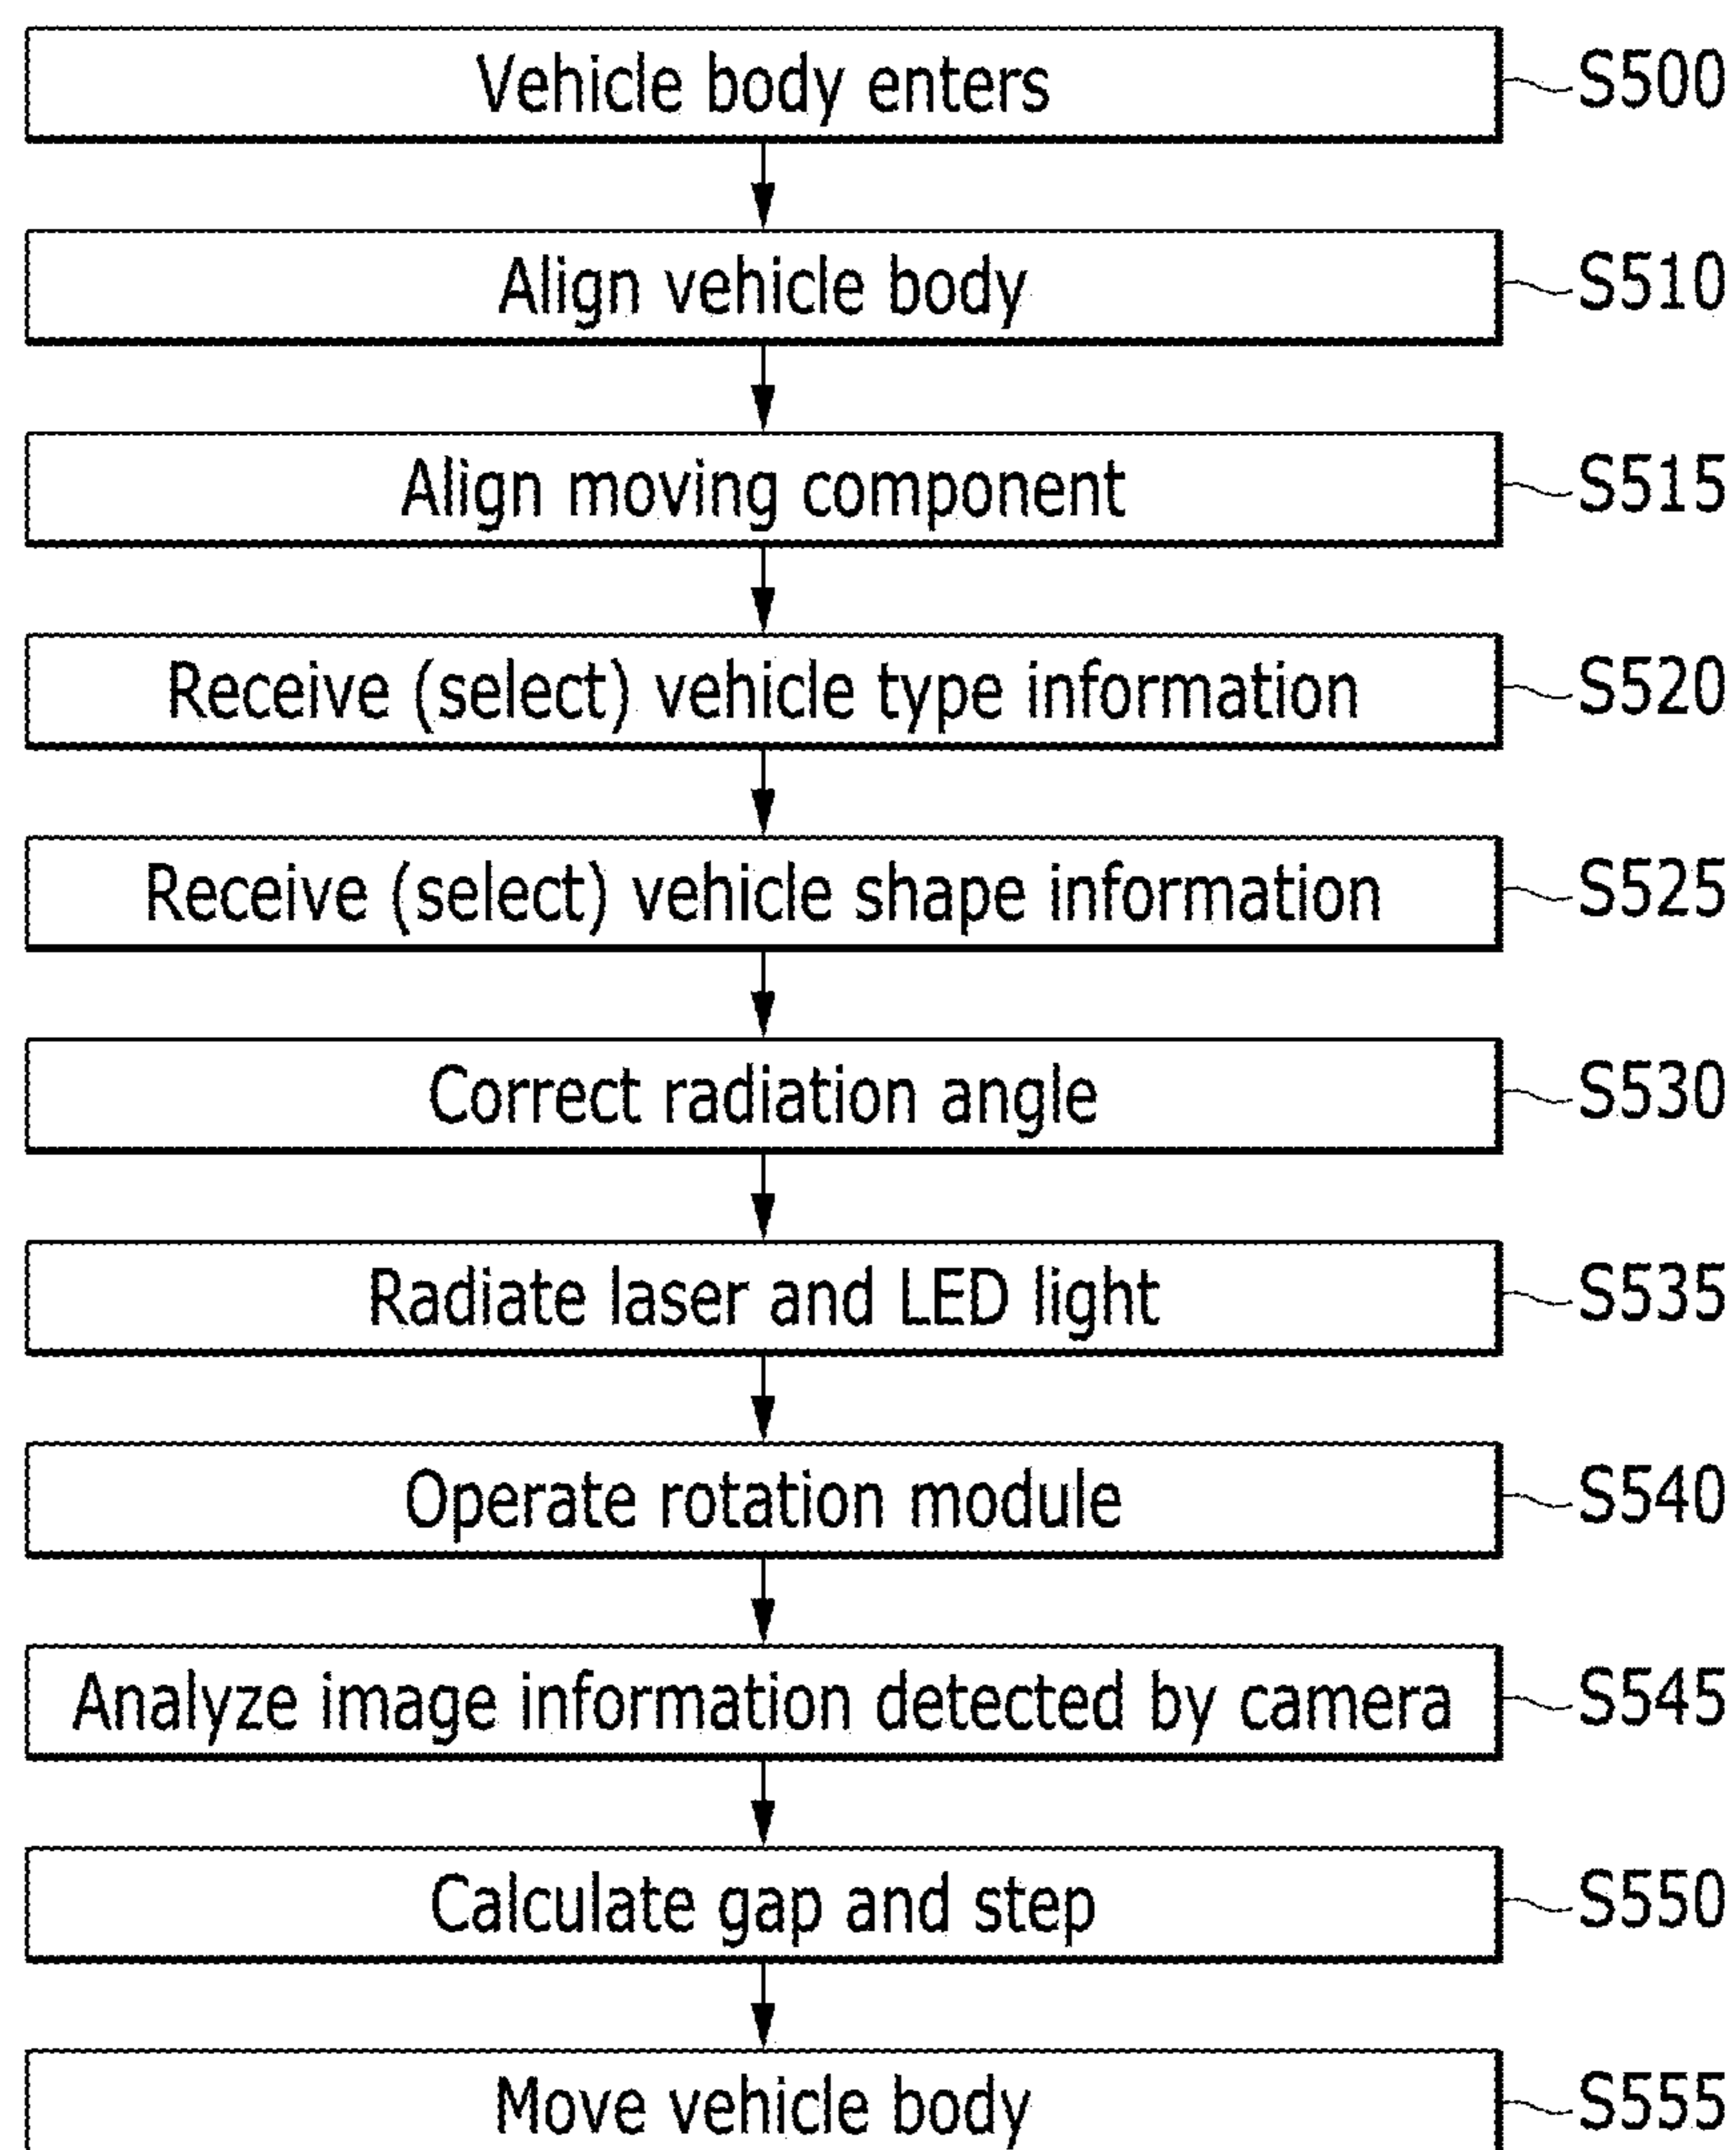 Vehicle body enters S500
Align vehicle body S510
Align moving component S515
Receive (select) vehicle type information S520
Receive (select) vehicle shape information S525
Correct radiation angle S530
Radiate laser and LED light S535
Operate rotation module S540
Analyze image information detected by camera S545
Calculate gap and step S550
Move vehicle body S555